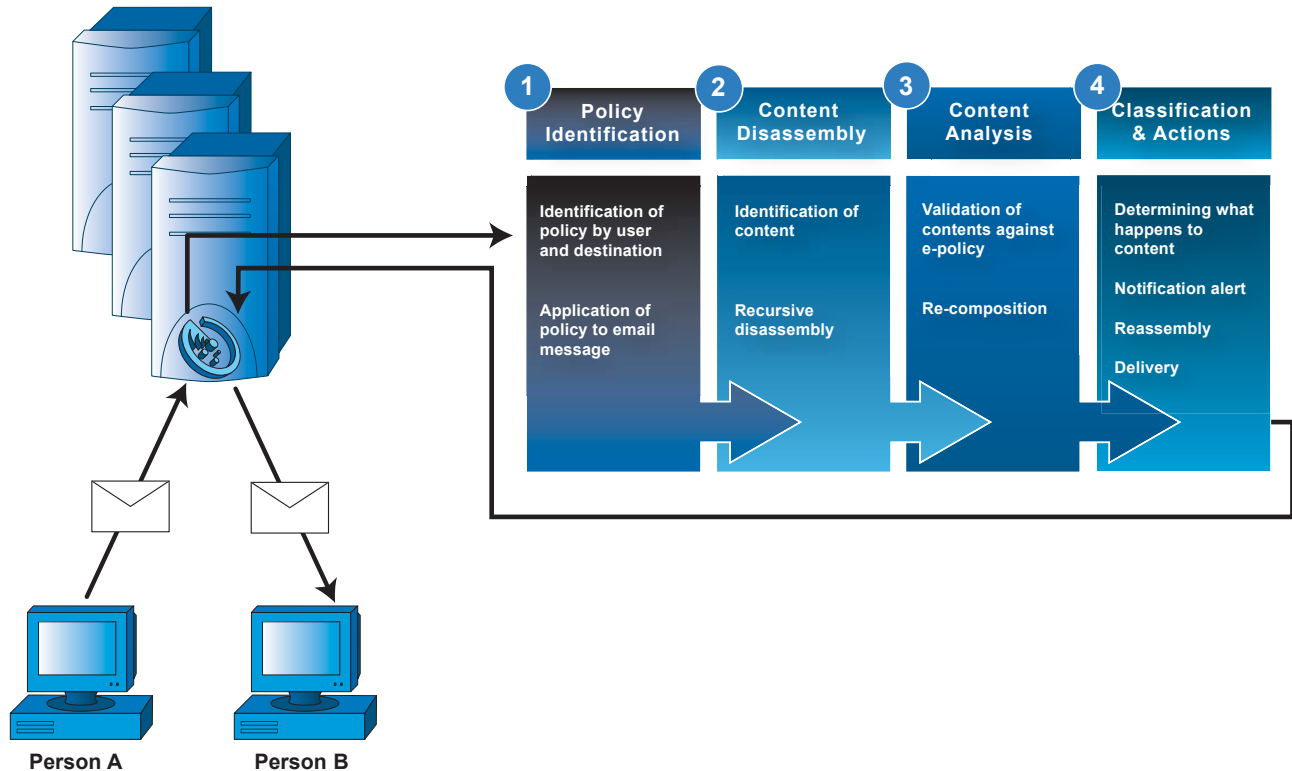 1
Policy
Identification
2
Content
Disassembly
3
Content
Analysis
4
Classification
& Actions
Identification of
policy by user
and destination
Application of
policy to email
message
Identification of
content
Recursive
disassembly
Validation of
contents against
e-policy
Re-composition
Determining what
happens to
content
Notification alert
Reassembly
Delivery
Person A
Person B